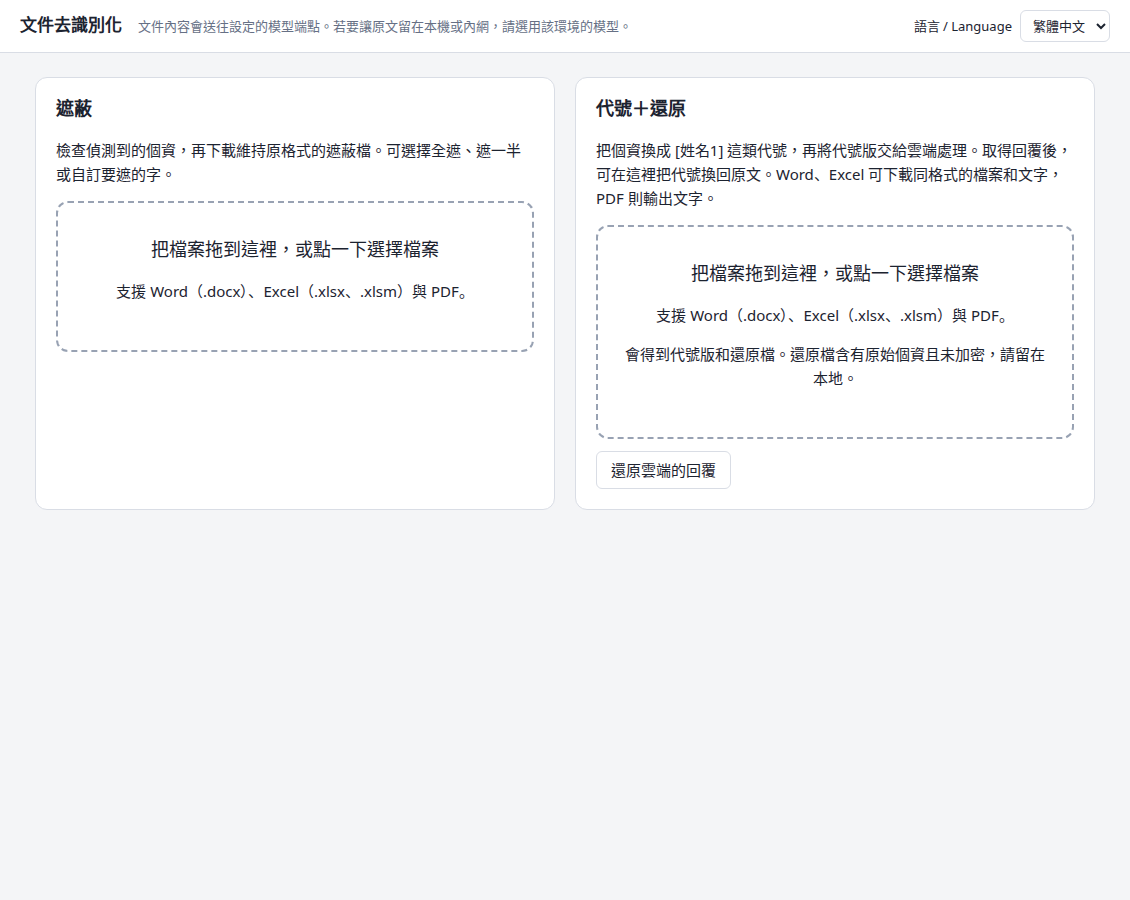 文件去識別化
文件內容會送往設定的模型端點。若要讓原文留在本機或內網，請選用該環境的模型。
語言 / Language
繁體中文
遮蔽
檢查偵測到的個資，再下載維持原格式的遮蔽檔。可選擇全遮、遮一半
或自訂要遮的字。
把檔案拖到這裡，或點一下選擇檔案
支援 Word（.docx）、Excel（.xlsx、.xlsm）與 PDF。
代號＋還原
把個資換成 [姓名1] 這類代號，再將代號版交給雲端處理。取得回覆後，
可在這裡把代號換回原文。Word、Excel 可下載同格式的檔案和文字，
PDF 則輸出文字。
把檔案拖到這裡，或點一下選擇檔案
支援 Word（.docx）、Excel（.xlsx、.xlsm）與 PDF。
會得到代號版和還原檔。還原檔含有原始個資且未加密，請留在
本地。
還原雲端的回覆